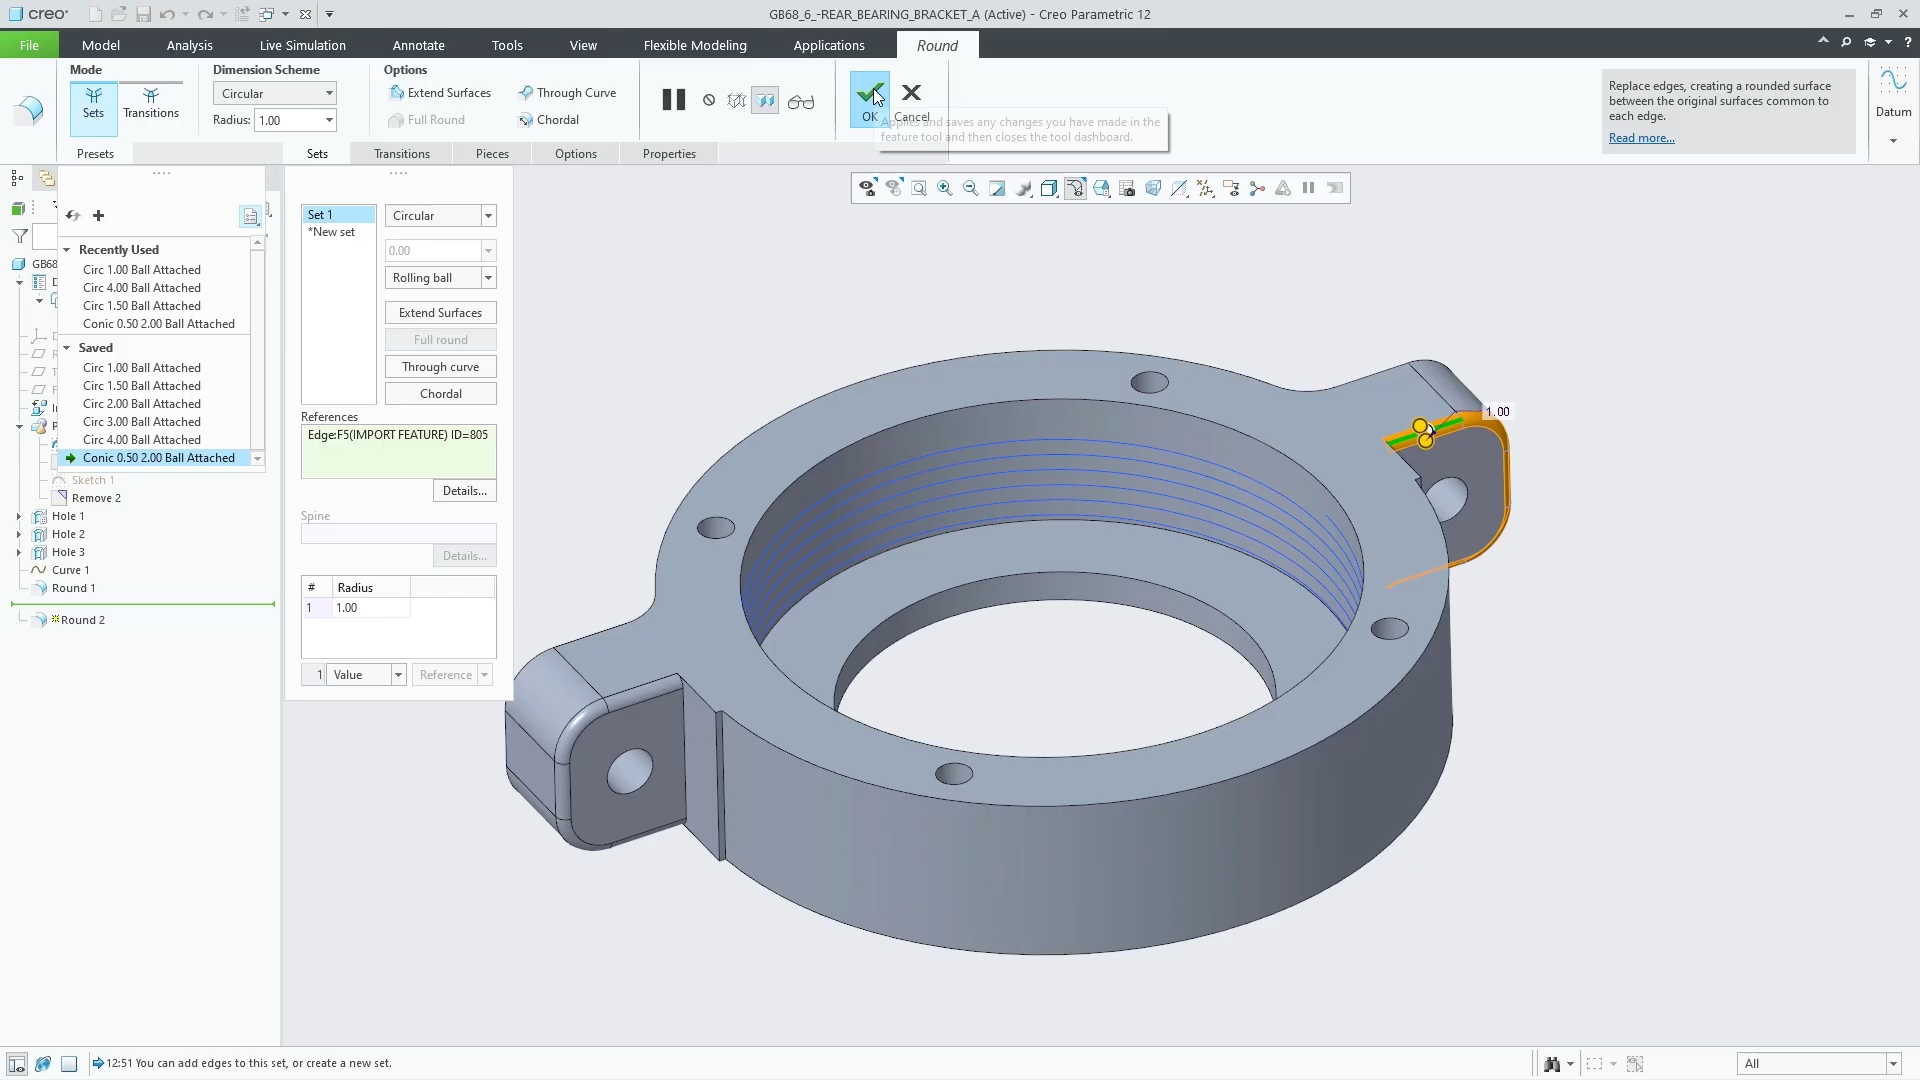 creo
GB68_6_-REAR_BEARING_BRACKET_A (Active) - Creo Parametric 12
File
Model
Analysis
Live Simulation
Annotate
Tools
View
Flexible Modeling
Applications
Round
Mode
Sets
Transitions
Dimension Scheme
Circular
Radius:
1.00
Options
Extend Surfaces
Through Curve
Full Round
Chordal
OK
Cancel
Applies and saves any changes you have made in the
feature tool and then closes the tool dashboard.
Replace edges, creating a rounded surface
between the original surfaces common to
each edge.
Read more...
Datum
Presets
Sets
Transitions
Pieces
Options
Properties
Recently Used
Circ 1.00 Ball Attached
Circ 4.00 Ball Attached
Circ 1.50 Ball Attached
Conic 0.50 2.00 Ball Attached
Saved
Circ 1.00 Ball Attached
Circ 1.50 Ball Attached
Circ 2.00 Ball Attached
Circ 3.00 Ball Attached
Circ 4.00 Ball Attached
Conic 0.50 2.00 Ball Attached
GB68
Sketch 1
Remove 2
Hole 1
Hole 2
Hole 3
Curve 1
Round 1
Round 2
Set 1
*New set
Circular
0.00
Rolling ball
Extend Surfaces
Full round
Through curve
Chordal
References
Edge:F5(IMPORT FEATURE) ID=805
Details...
Spine
Details...
# Radius
1 1.00
1 Value
Reference
1.00
12:51 You can add edges to this set, or create a new set.
All